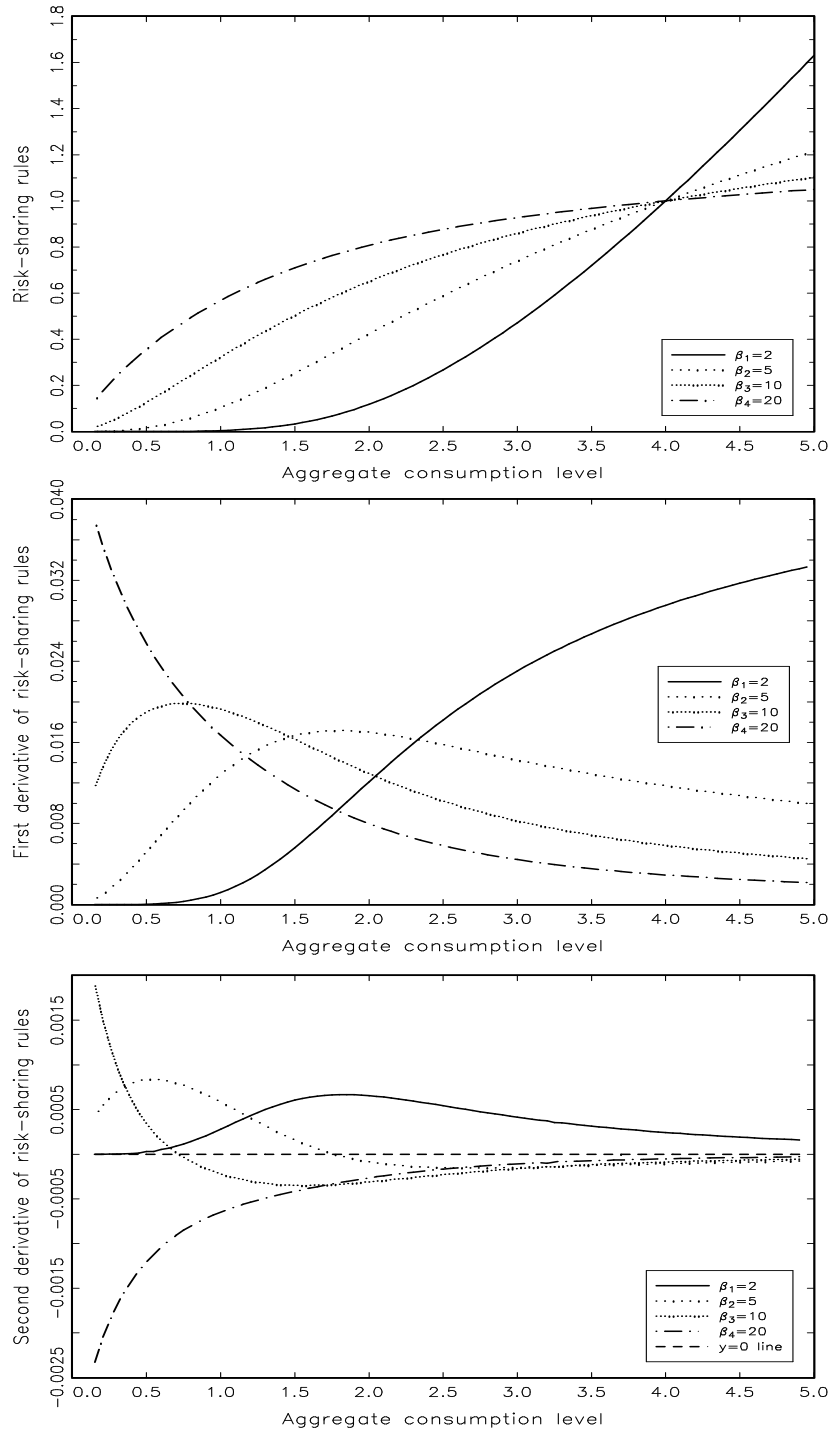 Risk-sharing rules
1.8
1.6
1.4
1.2
1.0
0.8
0.6
0.4
0.2
0.0
β₁=2
β₂=5
β₃=10
β₄=20
0.0 0.5 1.0 1.5 2.0 2.5 3.0 3.5 4.0 4.5 5.0
Aggregate consumption level
First derivative of risk-sharing rules
0.040
0.032
0.024
0.016
0.008
0.000
β₁=2
β₂=5
β₃=10
β₄=20
0.0 0.5 1.0 1.5 2.0 2.5 3.0 3.5 4.0 4.5 5.0
Aggregate consumption level
Second derivative of risk-sharing rules
0.0015
0.0005
-0.0005
-0.0015
-0.0025
β₁=2
β₂=5
β₃=10
β₄=20
y=0 line
0.0 0.5 1.0 1.5 2.0 2.5 3.0 3.5 4.0 4.5 5.0
Aggregate consumption level